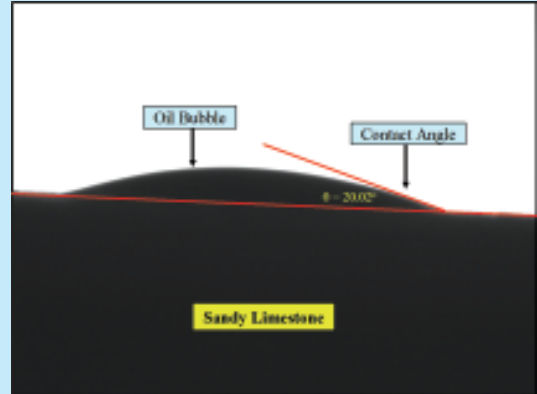 Oil Bubble
Contact Angle
θ = 20.02°
Sandy Limestone